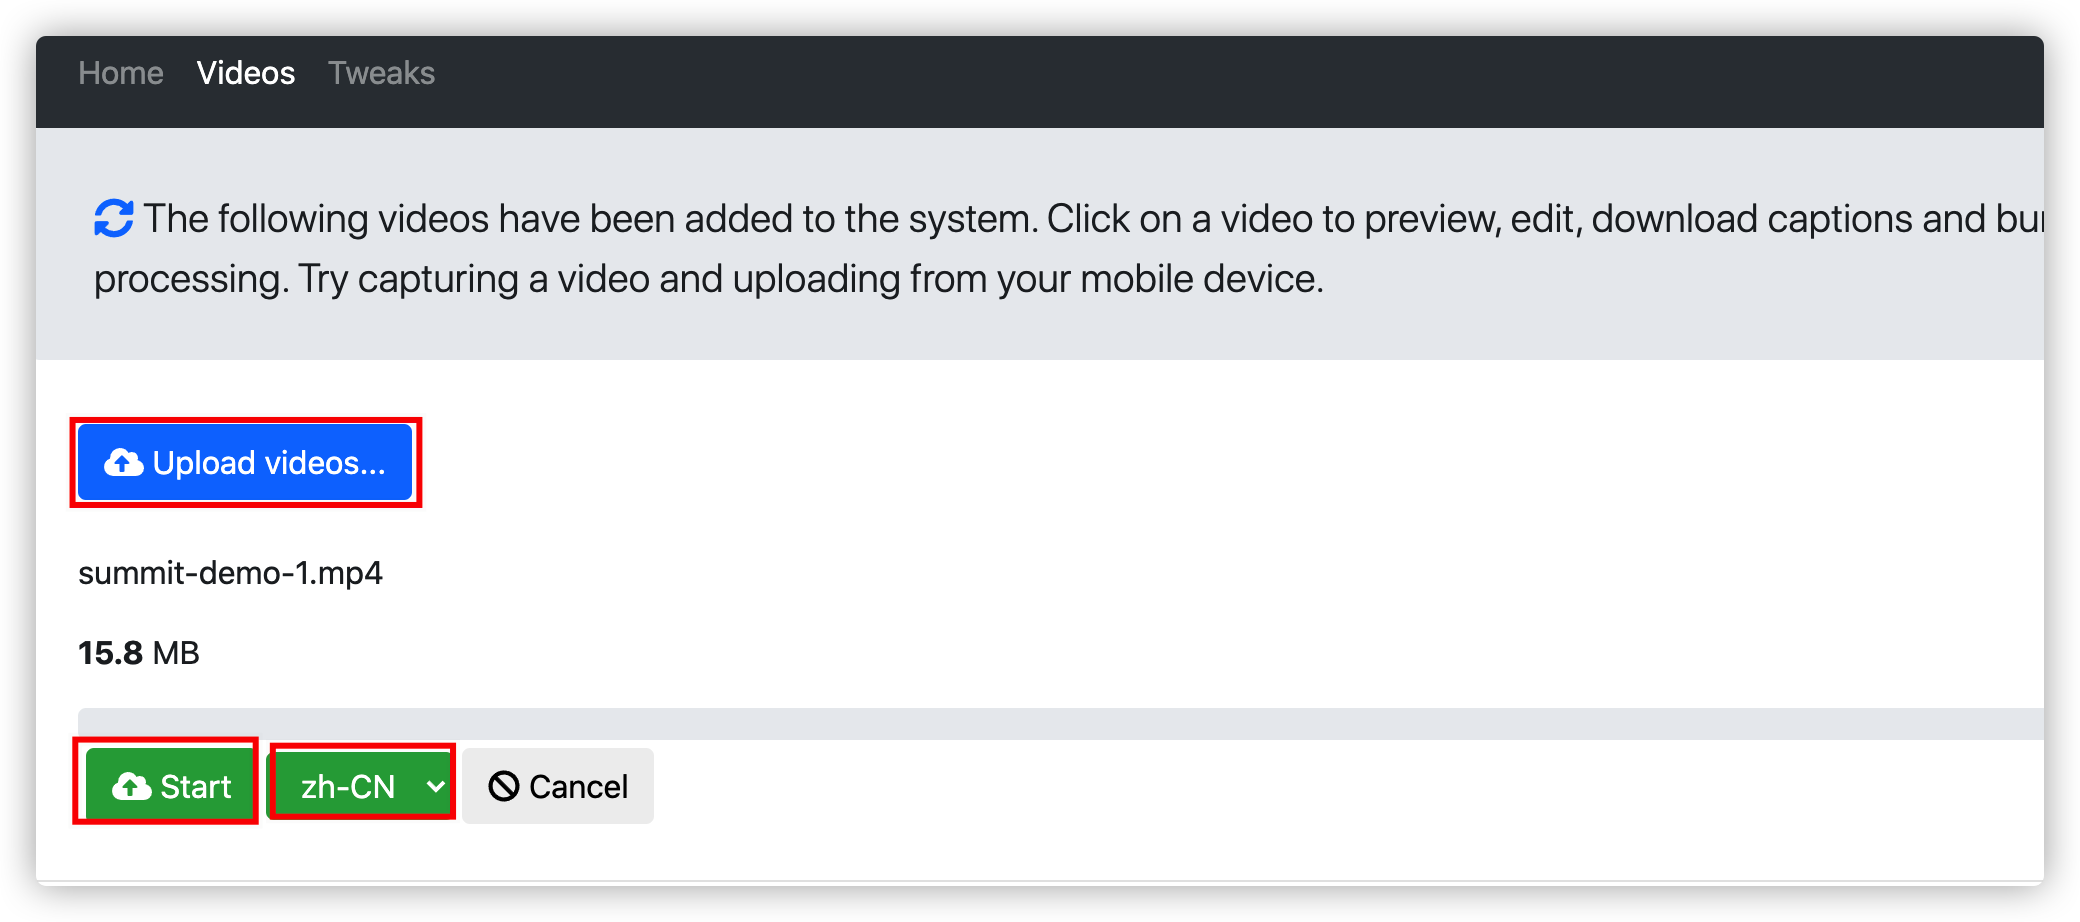 Home Videos Tweaks
The following videos have been added to the system. Click on a video to preview, edit, download captions and
processing. Try capturing a video and uploading from your mobile device.
Upload videos...
summit-demo-1.mp4
15.8 MB
Start zh-CN Cancel